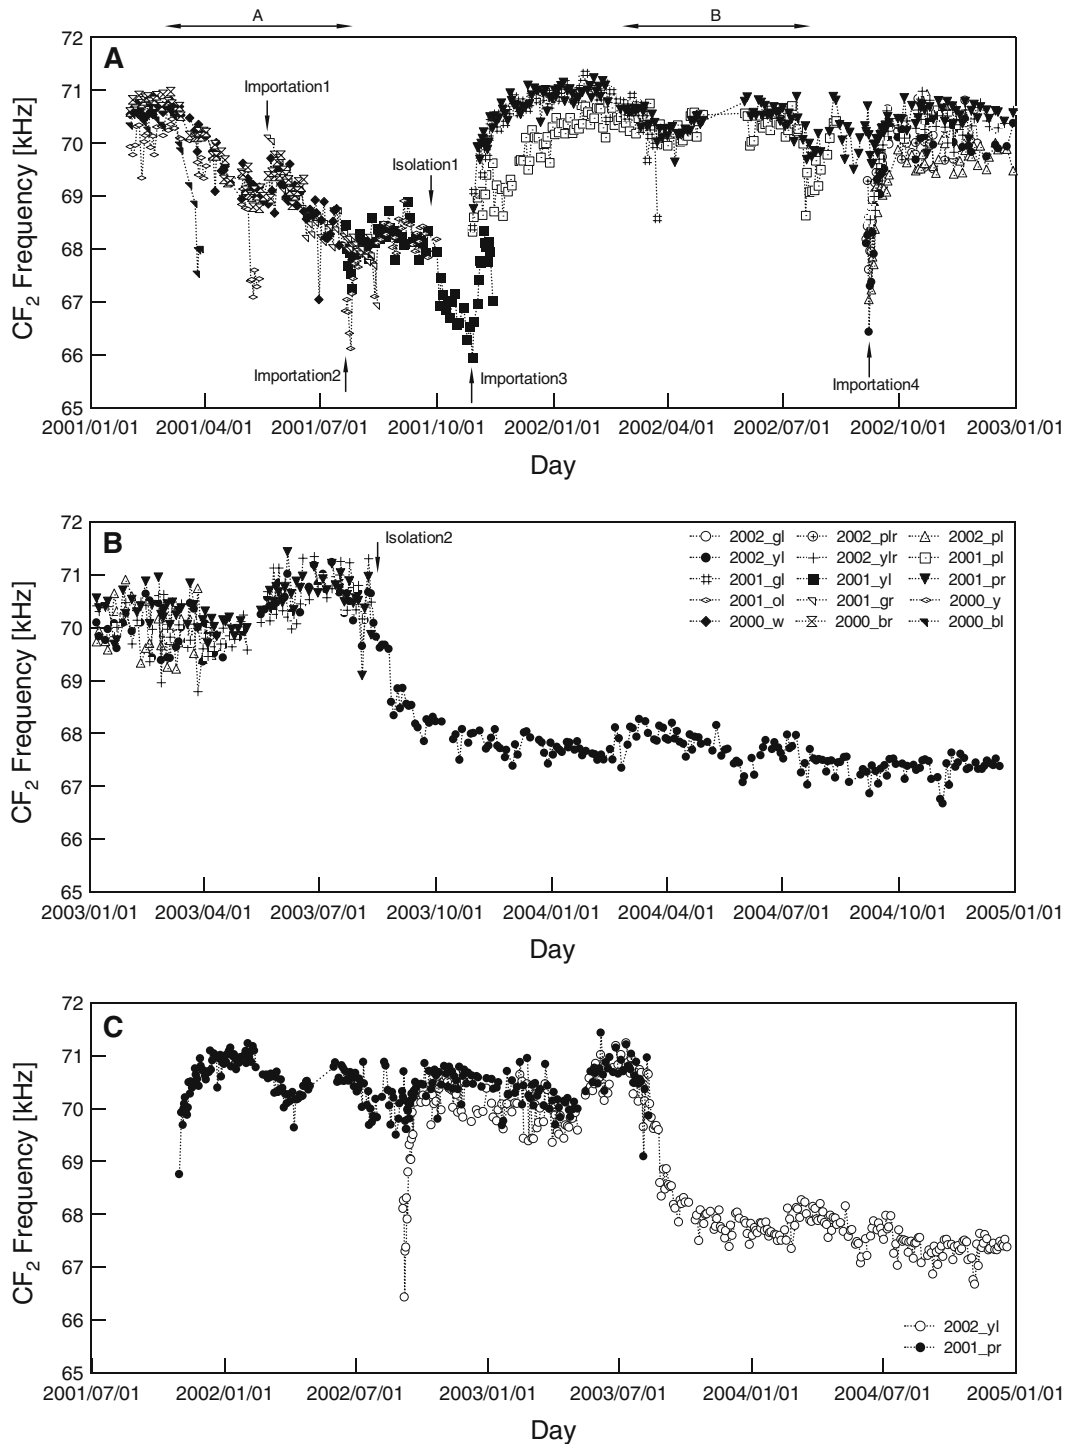 A B
A
72
71
70
69
68
67
66
65
CF2 Frequency [kHz]
Importation1
Isolation1
Importation2
Importation3
Importation4
2001/01/01 2001/04/01 2001/07/01 2001/10/01 2002/01/01 2002/04/01 2002/07/01 2002/10/01 2003/01/01
Day
B
72
71
70
69
68
67
66
65
CF2 Frequency [kHz]
Isolation2
2002_gl 2002_plr 2002_pl
2002_yl 2002_ylr 2001_pl
2001_gl 2001_yl 2001_pr
2001_ol 2001_gr 2000_y
2000_w 2000_br 2000_bl
2003/01/01 2003/04/01 2003/07/01 2003/10/01 2004/01/01 2004/04/01 2004/07/01 2004/10/01 2005/01/01
Day
C
72
71
70
69
68
67
66
65
CF2 Frequency [kHz]
2002_yl
2001_pr
2001/07/01 2002/01/01 2002/07/01 2003/01/01 2003/07/01 2004/01/01 2004/07/01 2005/01/01
Day